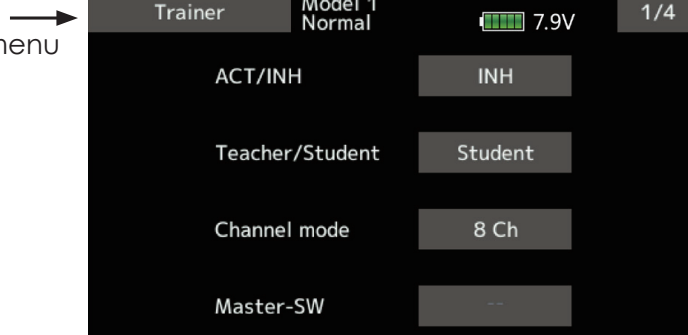 Trainer
Model 1
Normal
7.9V
1/4
menu
ACT/INH INH
Teacher/Student Student
Channel mode 8 Ch
Master-SW --